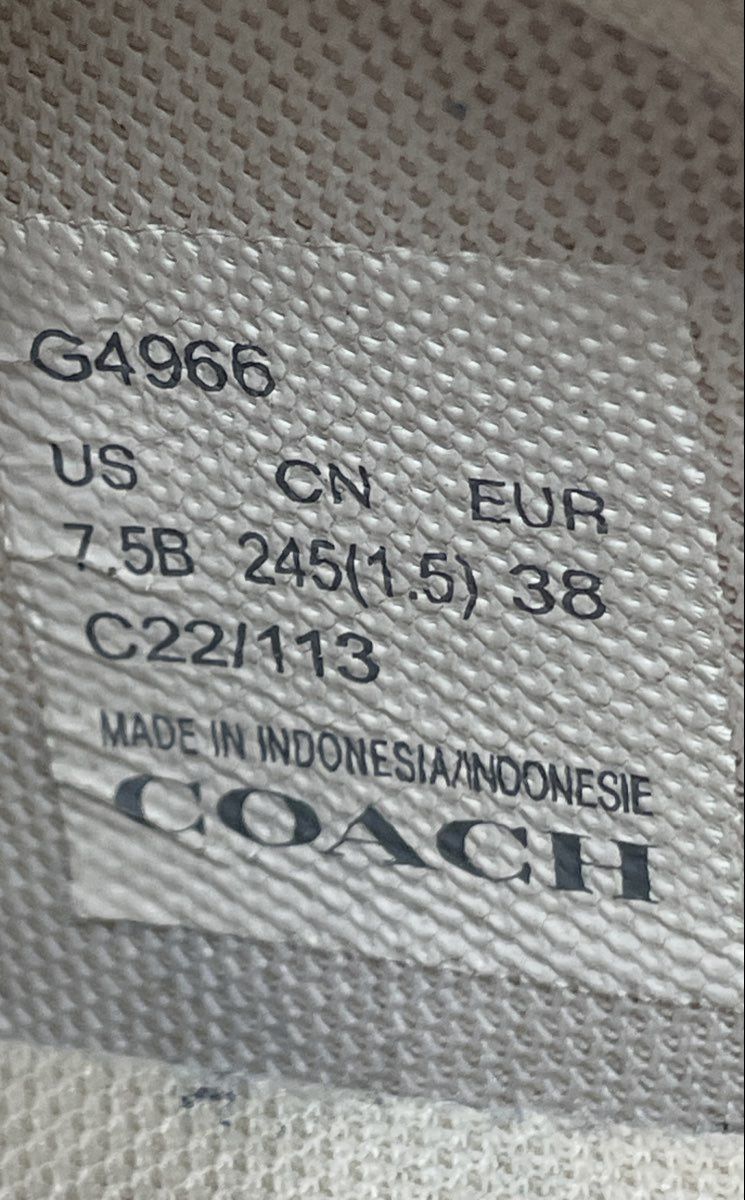 G4966
US CN EUR
7.5B 245(1.5) 38
C22/113
MADE IN INDONESIA/INDONESIE
COACH